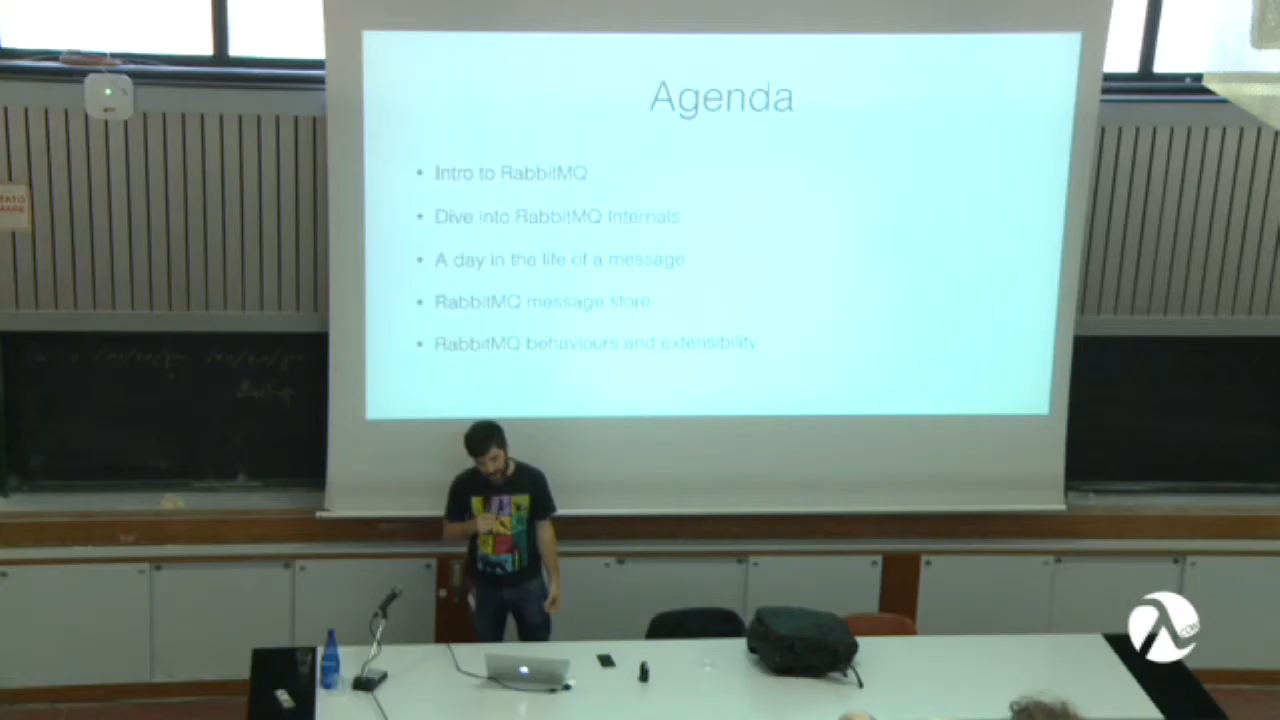 Agenda
• Intro to RabbitMQ
• Dive into RabbitMQ Internals
• A day in the life of a message
• RabbitMQ message store
• RabbitMQ behaviours and extensibility